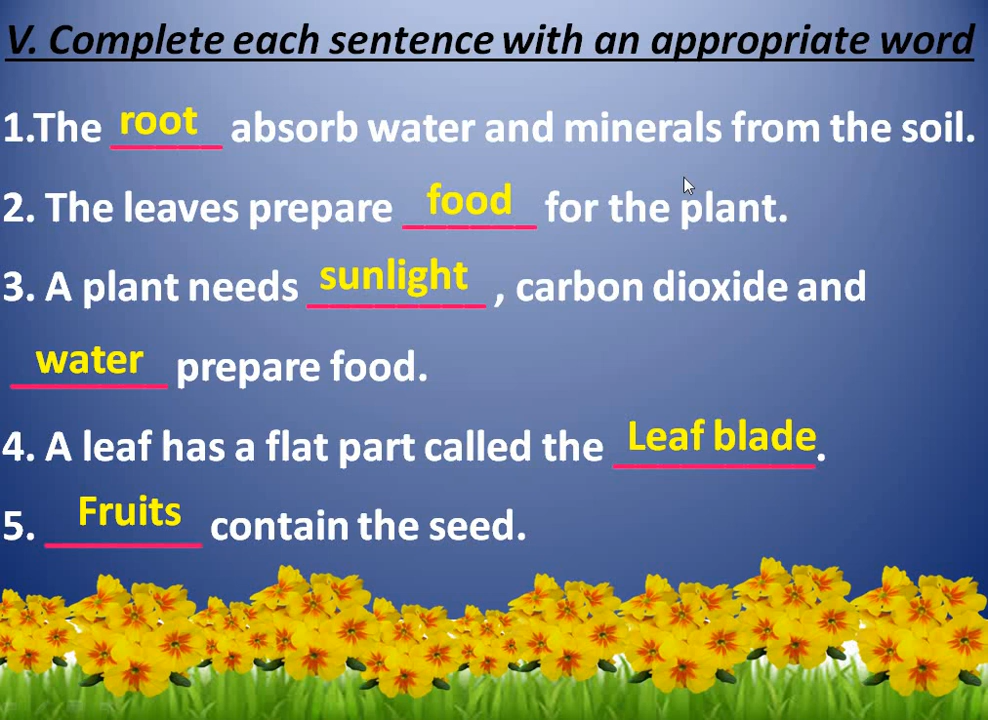 V. Complete each sentence with an appropriate word
1.The root absorb water and minerals from the soil.
2. The leaves prepare food for the plant.
3. A plant needs sunlight , carbon dioxide and
water prepare food.
4. A leaf has a flat part called the Leaf blade.
5. Fruits contain the seed.